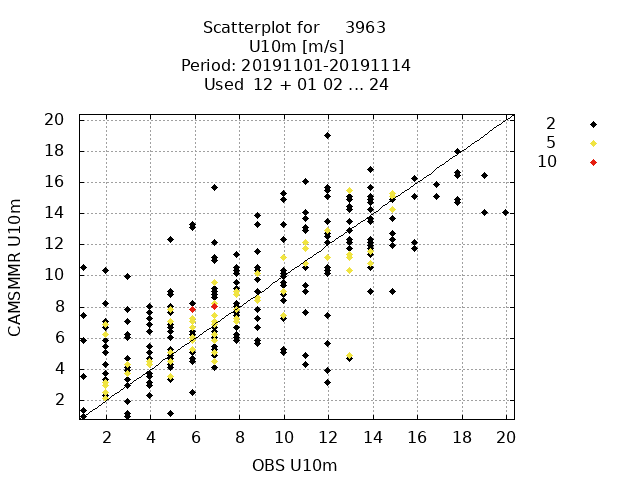 Scatterplot for 3963
U10m [m/s]
Period: 20191101-20191114
Used 12 + 01 02 ... 24
20
18
16
14
12
10
8
6
4
2
CAMSMMR U10m
2 4 6 8 10 12 14 16 18 20
OBS U10m
2
5
10